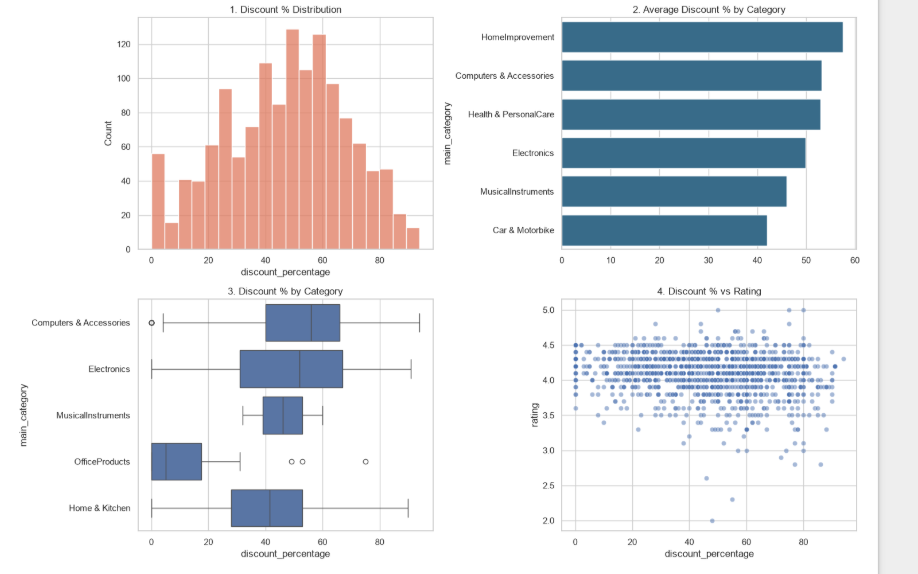 1. Discount % Distribution
Count
120
100
80
60
40
20
0
0 20 40 60 80
discount_percentage
2. Average Discount % by Category
main_category
HomeImprovement
Computers & Accessories
Health & PersonalCare
Electronics
MusicalInstruments
Car & Motorbike
0 10 20 30 40 50 60
3. Discount % by Category
main_category
Computers & Accessories
Electronics
MusicalInstruments
OfficeProducts
Home & Kitchen
0 20 40 60 80
discount_percentage
4. Discount % vs Rating
rating
5.0
4.5
4.0
3.5
3.0
2.5
2.0
0 20 40 60 80
discount_percentage